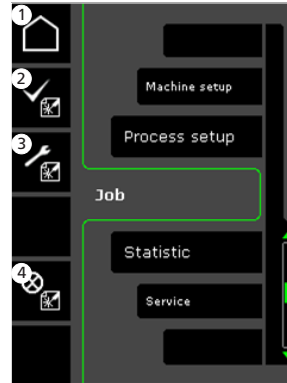 1
2
Machine setup
3
Process setup
Job
Statistic
4
Service